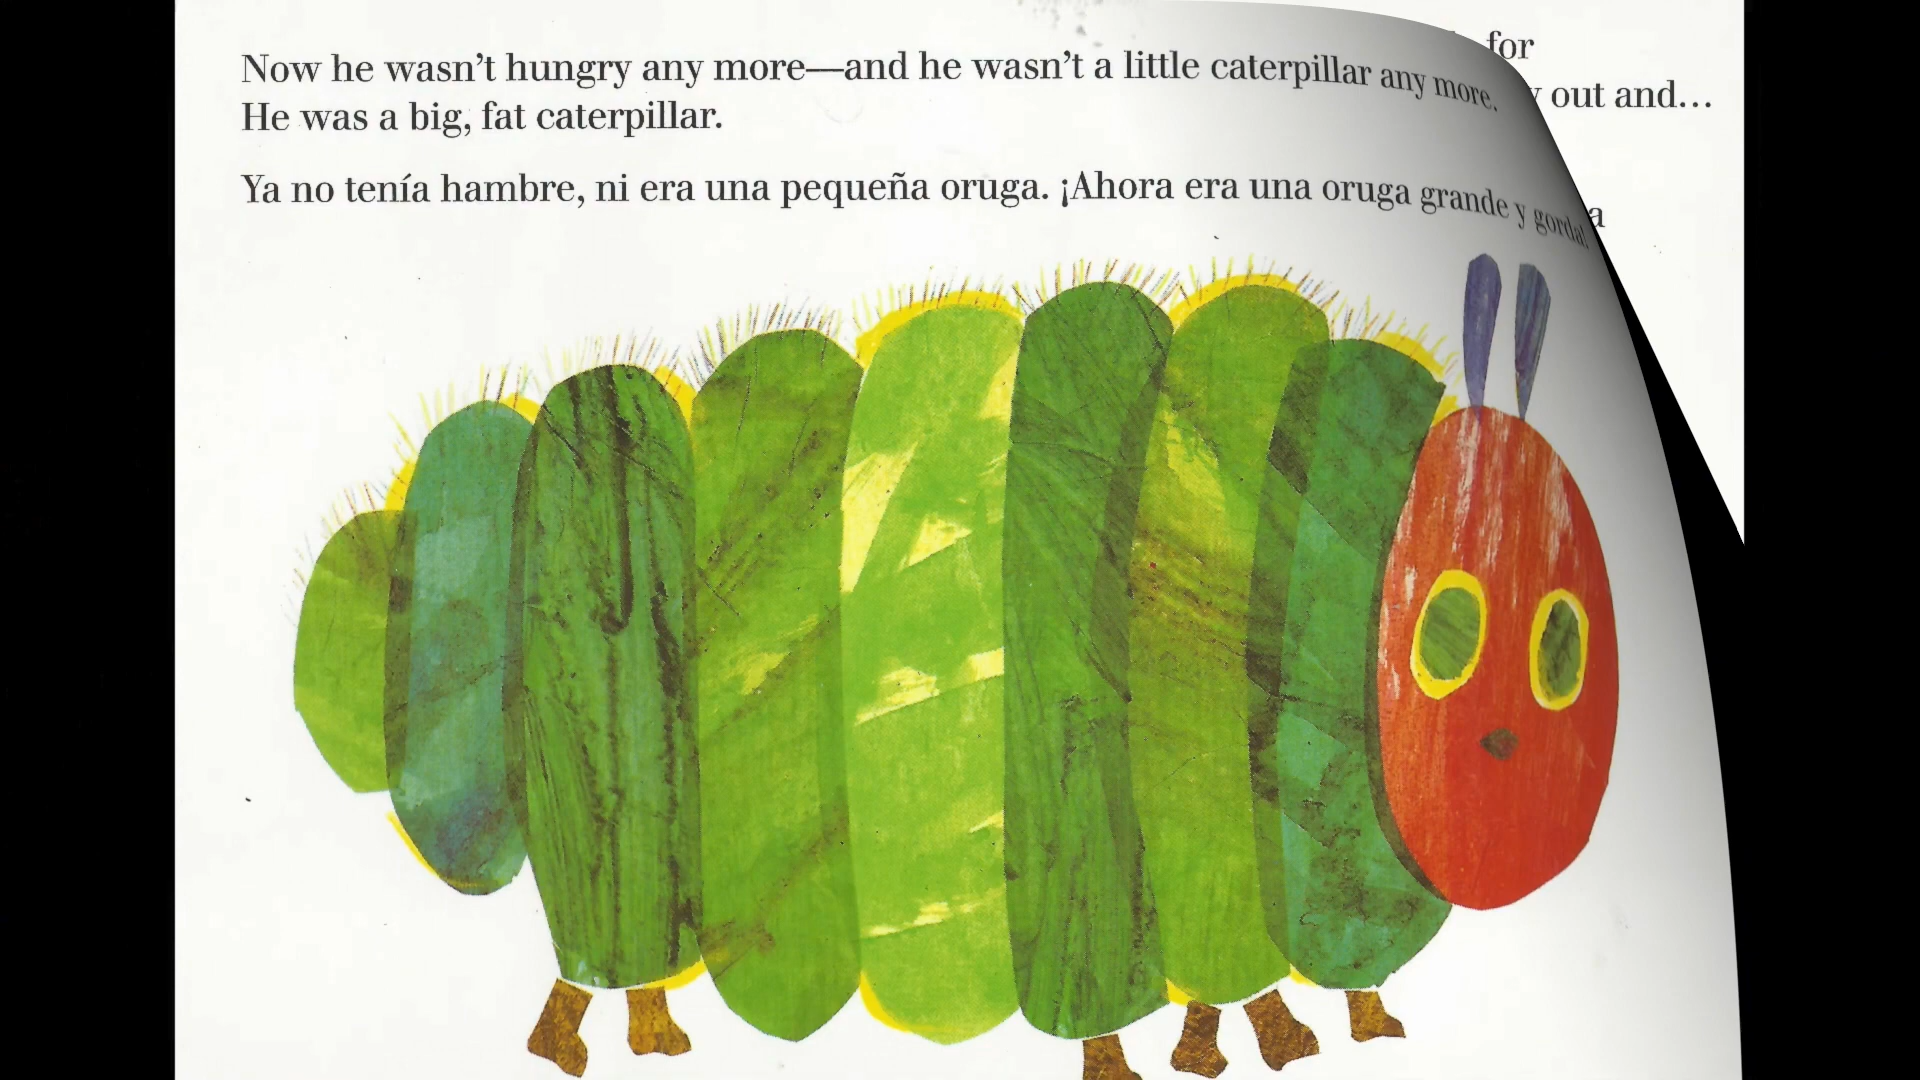 Now he wasn't hungry any more—and he wasn't a little caterpillar any more.
He was a big, fat caterpillar.
Ya no tenía hambre, ni era una pequeña oruga. ¡Ahora era una oruga grande y gorda!
for
out and...